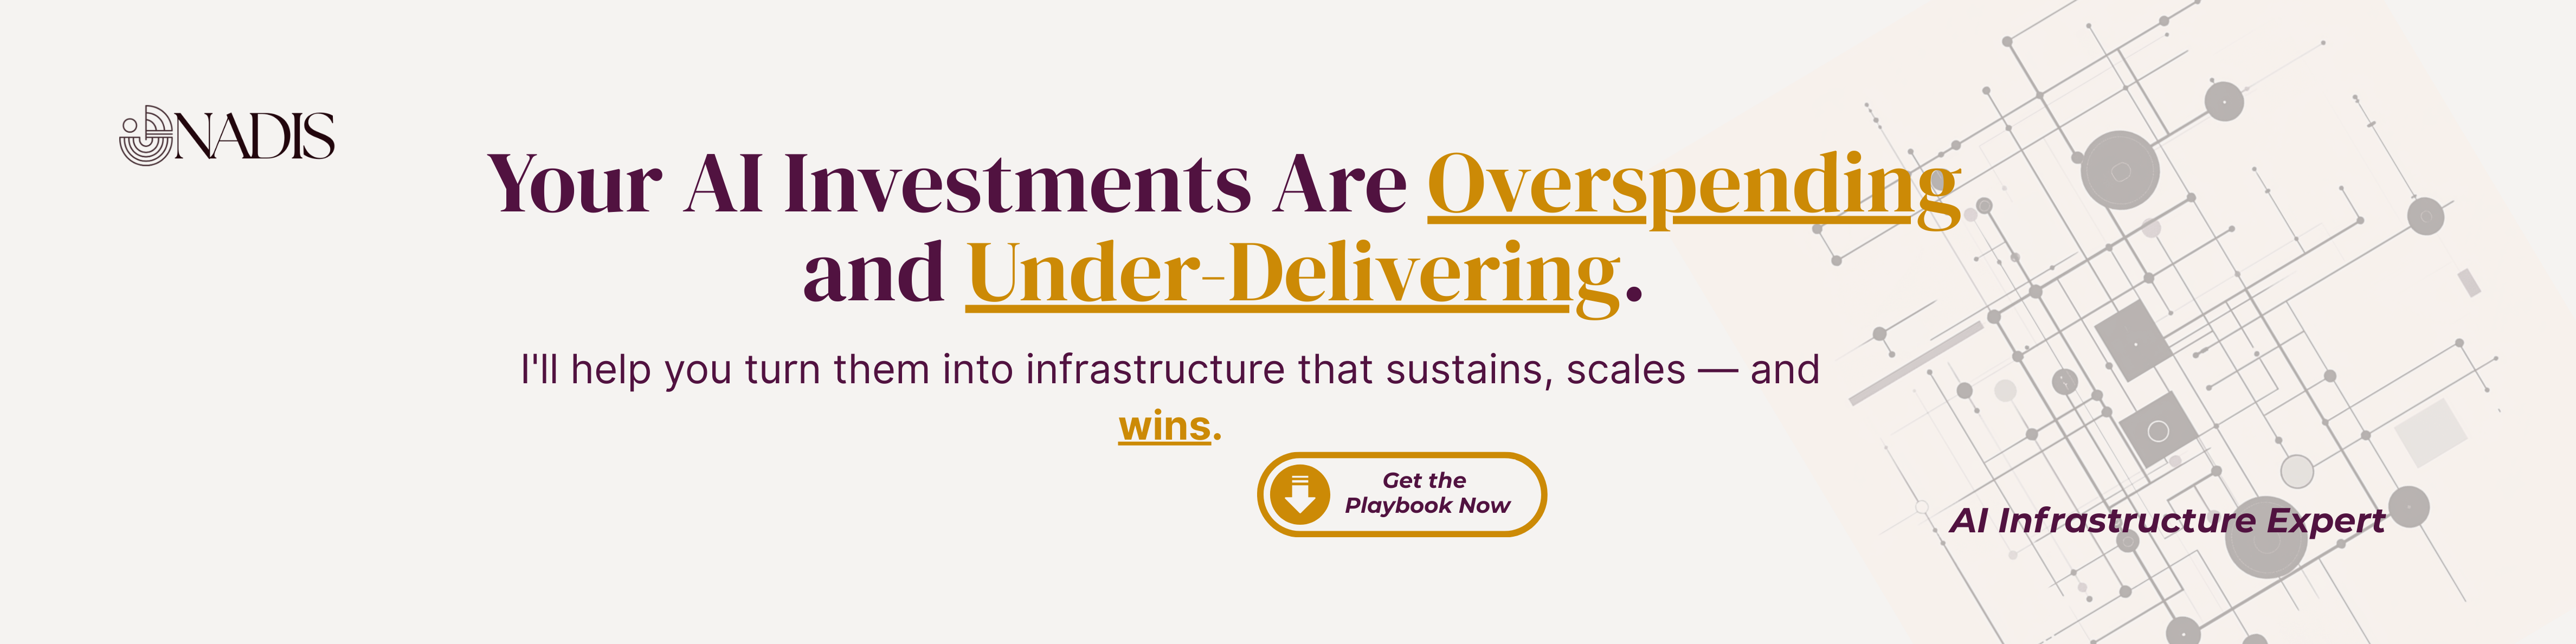 NADIS
Your AI Investments Are Overspending
and Under-Delivering.
I'll help you turn them into infrastructure that sustains, scales — and
wins.
Get the
Playbook Now
AI Infrastructure Expert